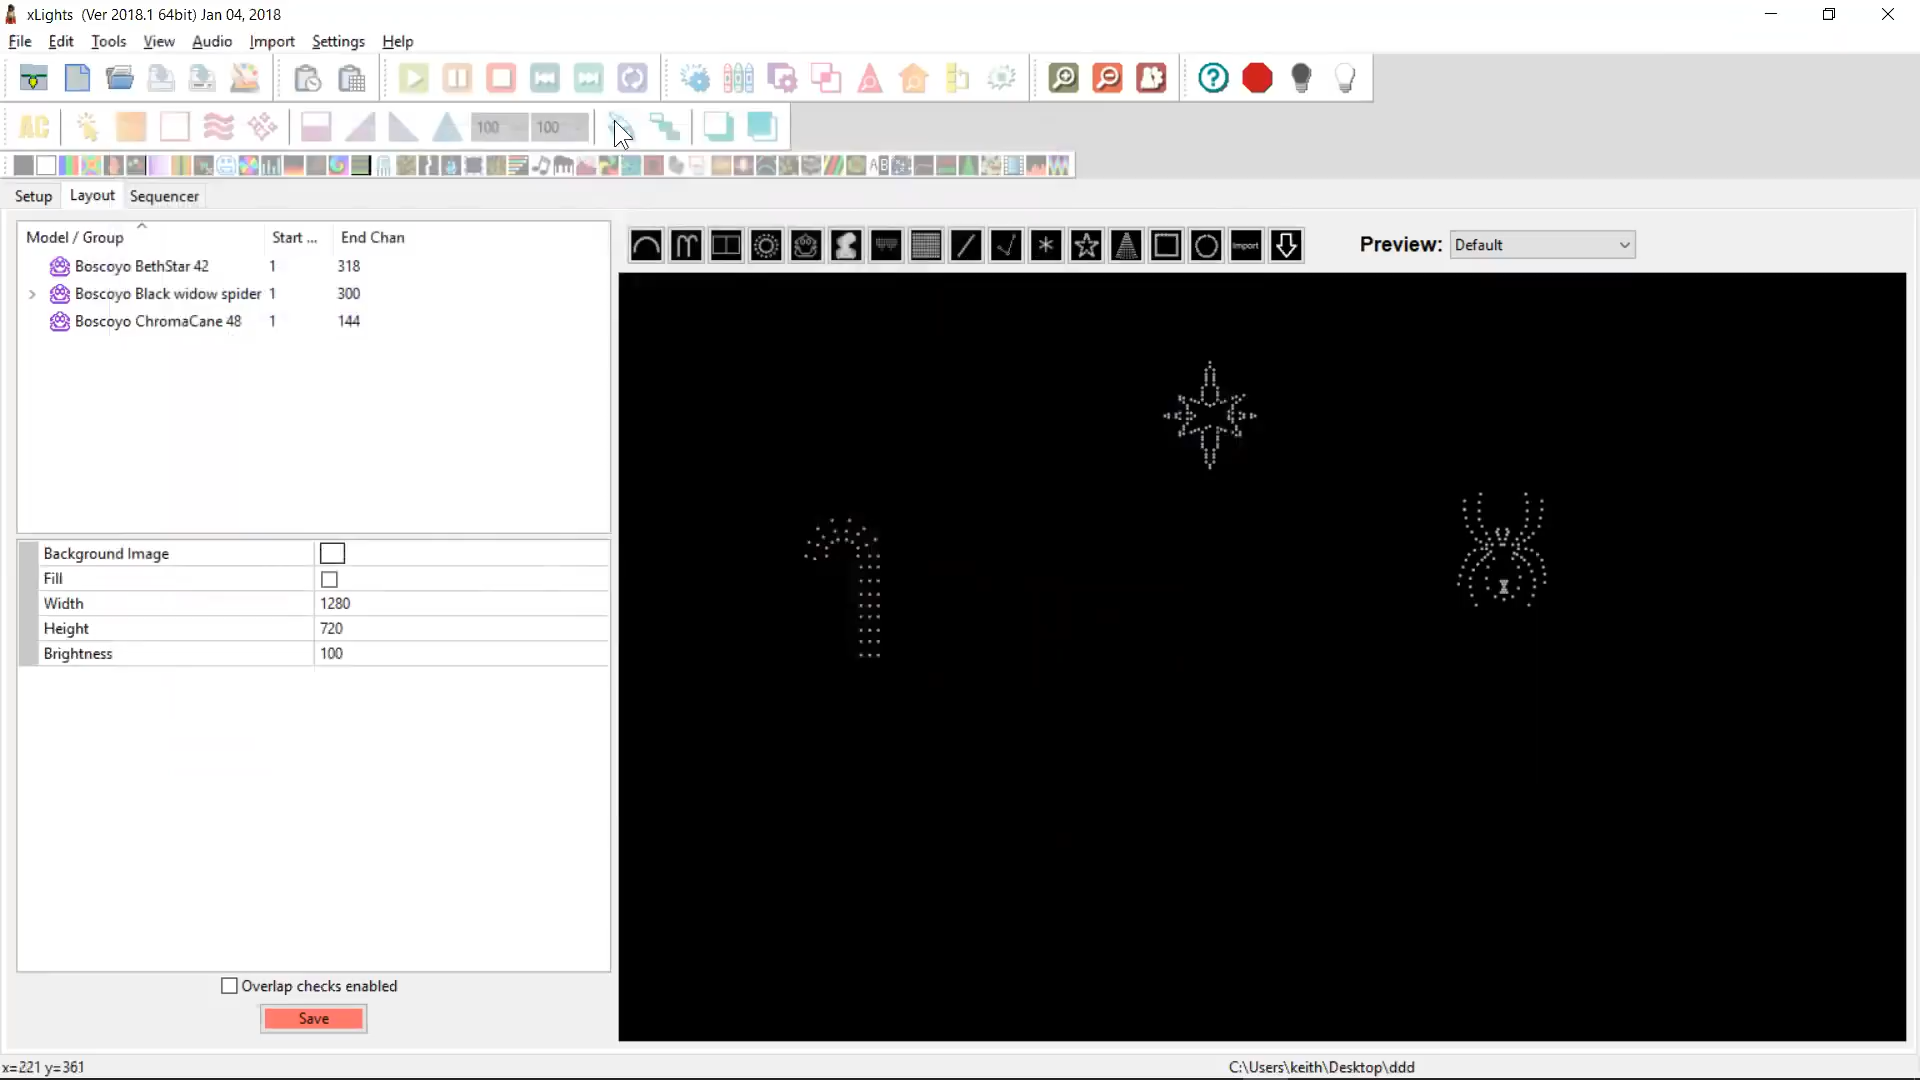 xLights (Ver 2018.1 64bit) Jan 04, 2018
File Edit Tools View Audio Import Settings Help
AC 100 100
AB
Setup Layout Sequencer
Model / Group Start ... End Chan
Boscoyo BethStar 42 1 318
Boscoyo Black widow spider 1 300
Boscoyo ChromaCane 48 1 144
Import Preview: Default
Background Image
Fill
Width 1280
Height 720
Brightness 100
Overlap checks enabled
Save
x=221 y=361 C:\Users\keith\Desktop\ddd